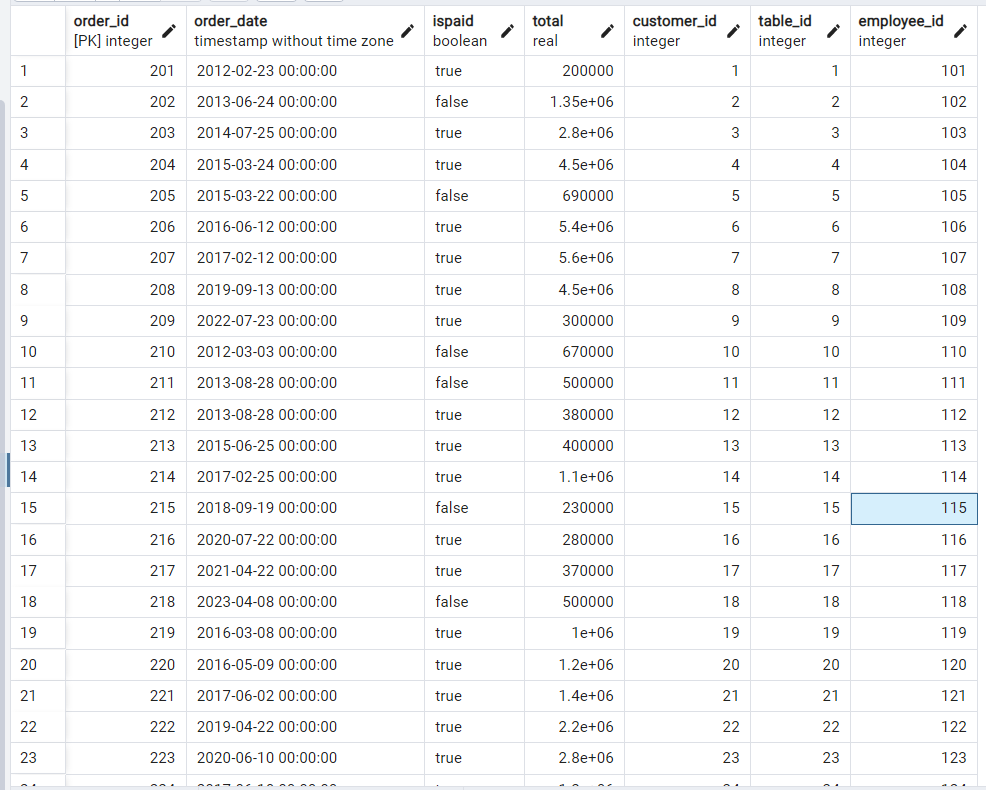 order_id order_date ispaid total customer_id table_id employee_id
[PK] integer timestamp without time zone boolean real integer integer integer
1 201 2012-02-23 00:00:00 true 200000 1 1 101
2 202 2013-06-24 00:00:00 false 1.35e+06 2 2 102
3 203 2014-07-25 00:00:00 true 2.8e+06 3 3 103
4 204 2015-03-24 00:00:00 true 4.5e+06 4 4 104
5 205 2015-03-22 00:00:00 false 690000 5 5 105
6 206 2016-06-12 00:00:00 true 5.4e+06 6 6 106
7 207 2017-02-12 00:00:00 true 5.6e+06 7 7 107
8 208 2019-09-13 00:00:00 true 4.5e+06 8 8 108
9 209 2022-07-23 00:00:00 true 300000 9 9 109
10 210 2012-03-03 00:00:00 false 670000 10 10 110
11 211 2013-08-28 00:00:00 false 500000 11 11 111
12 212 2013-08-28 00:00:00 true 380000 12 12 112
13 213 2015-06-25 00:00:00 true 400000 13 13 113
14 214 2017-02-25 00:00:00 true 1.1e+06 14 14 114
15 215 2018-09-19 00:00:00 false 230000 15 15 115
16 216 2020-07-22 00:00:00 true 280000 16 16 116
17 217 2021-04-22 00:00:00 true 370000 17 17 117
18 218 2023-04-08 00:00:00 false 500000 18 18 118
19 219 2016-03-08 00:00:00 true 1e+06 19 19 119
20 220 2016-05-09 00:00:00 true 1.2e+06 20 20 120
21 221 2017-06-02 00:00:00 true 1.4e+06 21 21 121
22 222 2019-04-22 00:00:00 true 2.2e+06 22 22 122
23 223 2020-06-10 00:00:00 true 2.8e+06 23 23 123